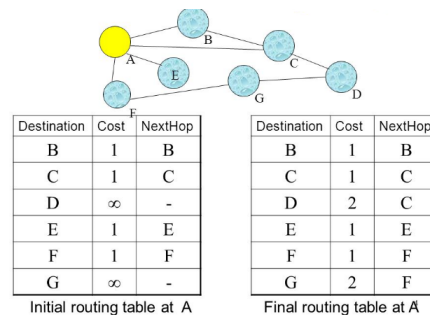 B
A
C
E
D
G
F
Destination Cost NextHop
B 1 B
C 1 C
D ∞ -
E 1 E
F 1 F
G ∞ -
Initial routing table at A
Destination Cost NextHop
B 1 B
C 1 C
D 2 C
E 1 E
F 1 F
G 2 F
Final routing table at A